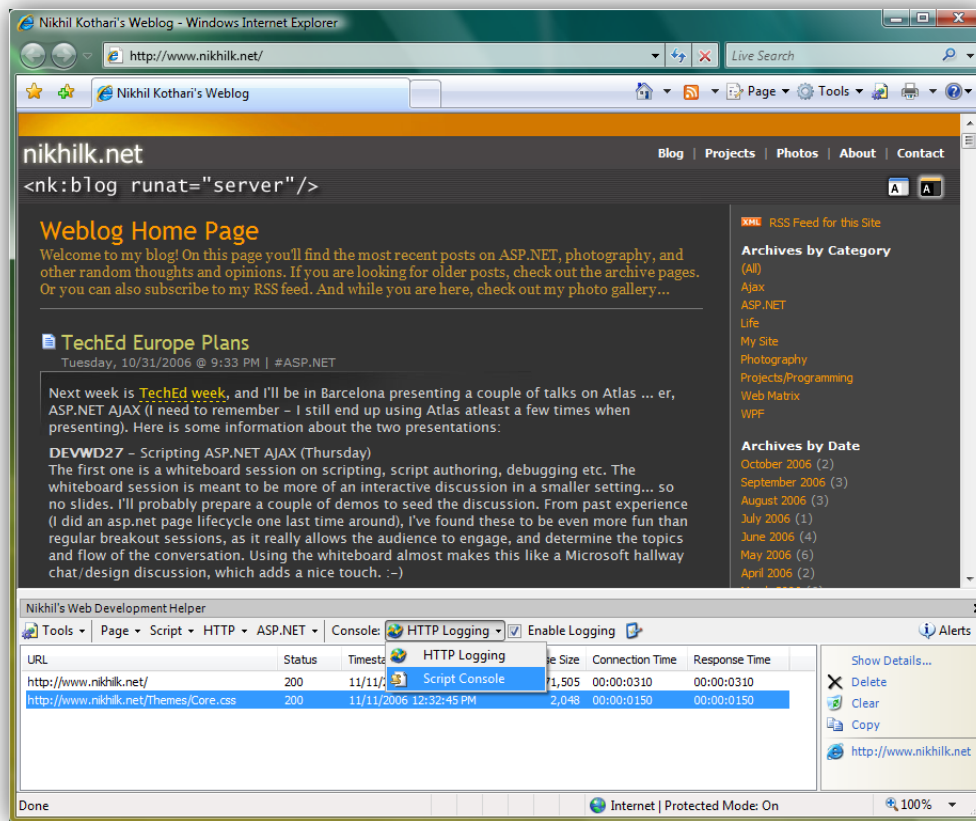 Nikhil Kothari's Weblog - Windows Internet Explorer
http://www.nikhilk.net/
Live Search
Nikhil Kothari's Weblog
Page
Tools
nikhilk.net
Blog | Projects | Photos | About | Contact
<nk:blog runat="server"/>
A A
Weblog Home Page
Welcome to my blog! On this page you'll find the most recent posts on ASP.NET, photography, and
other random thoughts and opinions. If you are looking for older posts, check out the archive pages.
Or you can also subscribe to my RSS feed. And while you are here, check out my photo gallery...
TechEd Europe Plans
Tuesday, 10/31/2006 @ 9:33 PM | #ASP.NET
Next week is TechEd week, and I'll be in Barcelona presenting a couple of talks on Atlas ... er,
ASP.NET AJAX (I need to remember – I still end up using Atlas atleast a few times when
presenting). Here is some information about the two presentations:
DEVWD27 – Scripting ASP.NET AJAX (Thursday)
The first one is a whiteboard session on scripting, script authoring, debugging etc. The
whiteboard session is meant to be more of an interactive discussion in a smaller setting... so
no slides. I'll probably prepare a couple of demos to seed the discussion. From past experience
(I did an asp.net page lifecycle one last time around), I've found these to be even more fun than
regular breakout sessions, as it really allows the audience to engage, and determine the topics
and flow of the conversation. Using the whiteboard almost makes this like a Microsoft hallway
chat/design discussion, which adds a nice touch. :-)
XML RSS Feed for this Site
Archives by Category
(All)
Ajax
ASP.NET
Life
My Site
Photography
Projects/Programming
Web Matrix
WPF
Archives by Date
October 2006 (2)
September 2006 (3)
August 2006 (3)
July 2006 (1)
June 2006 (4)
May 2006 (6)
April 2006 (2)
Nikhil's Web Development Helper
Tools Page Script HTTP ASP.NET Console: HTTP Logging Enable Logging Alerts
HTTP Logging
Script Console
URL Status Timesta se Size Connection Time Response Time
http://www.nikhilk.net/ 200 11/11/ 71,505 00:00:0310 00:00:0310
http://www.nikhilk.net/Themes/Core.css 200 11/11/2006 12:32:45 PM 2,048 00:00:0150 00:00:0150
Show Details...
Delete
Clear
Copy
http://www.nikhilk.net
Done
Internet | Protected Mode: On
100%